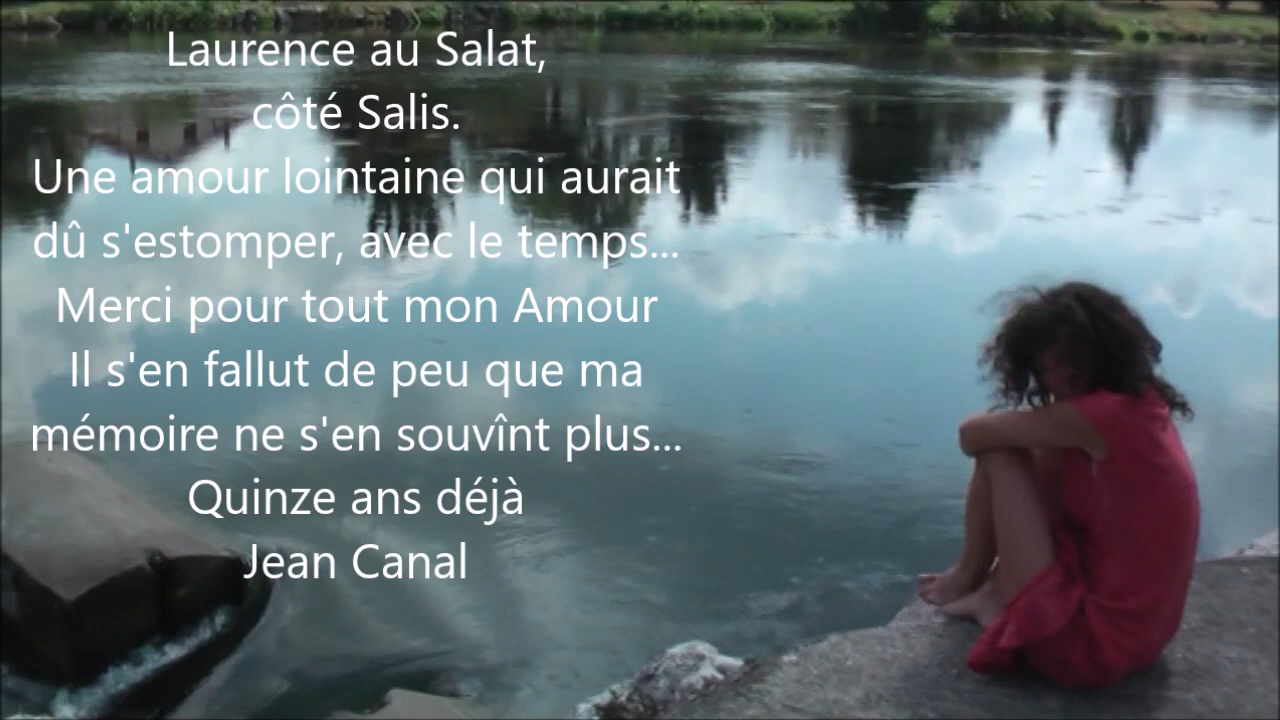 Laurence au Salat,
côté Salis.
Une amour lointaine qui aurait
dû s'estomper, avec le temps...
Merci pour tout mon Amour
Il s'en fallut de peu que ma
mémoire ne s'en souvînt plus...
Quinze ans déjà
Jean Canal